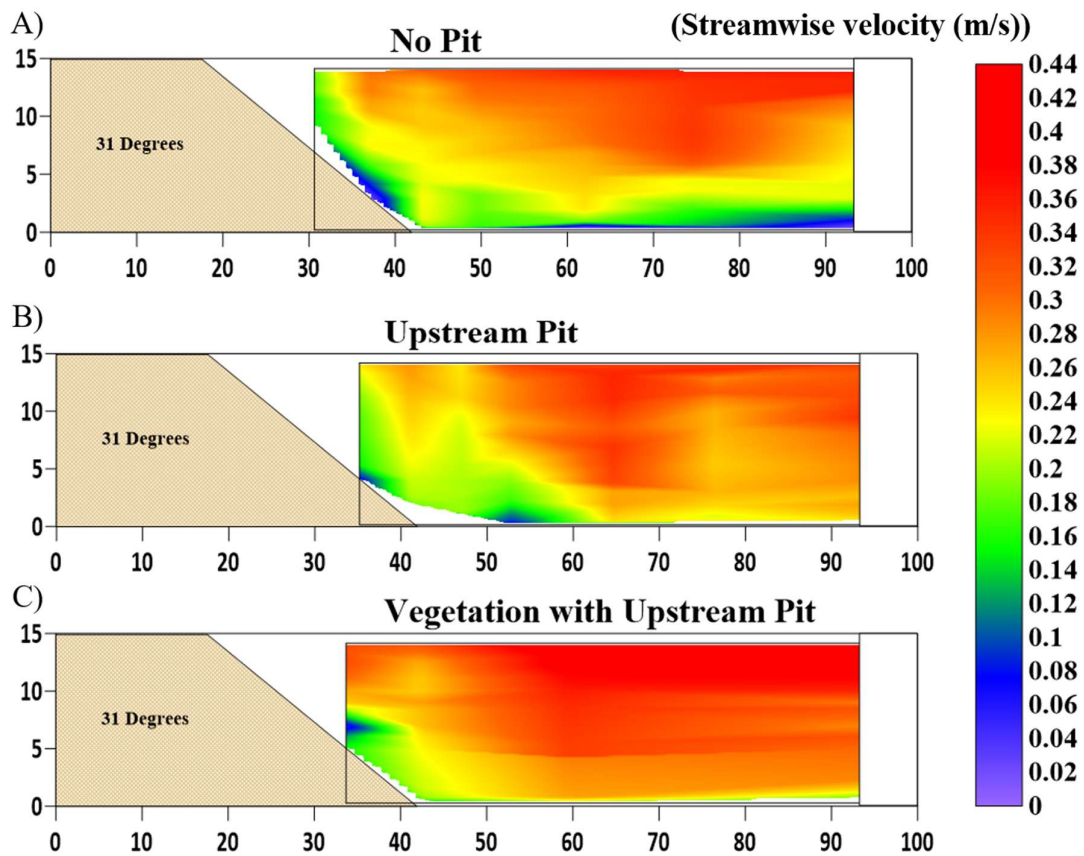 A)
No Pit
(Streamwise velocity (m/s))
15
10
5
0
31 Degrees
0 10 20 30 40 50 60 70 80 90 100
B)
Upstream Pit
15
10
5
0
31 Degrees
0 10 20 30 40 50 60 70 80 90 100
C)
Vegetation with Upstream Pit
15
10
5
0
31 Degrees
0 10 20 30 40 50 60 70 80 90 100
0.44
0.42
0.4
0.38
0.36
0.34
0.32
0.3
0.28
0.26
0.24
0.22
0.2
0.18
0.16
0.14
0.12
0.1
0.08
0.06
0.04
0.02
0